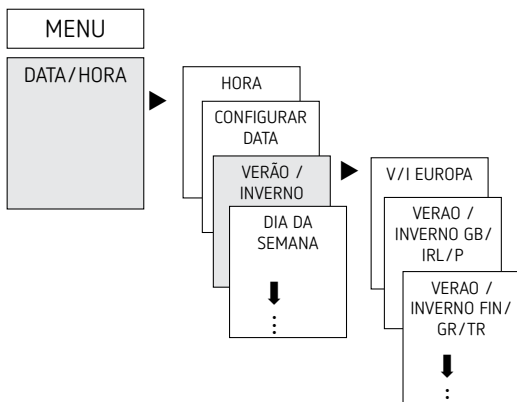 MENU
DATA/HORA
HORA
CONFIGURAR
DATA
VERÃO /
INVERNO
DIA DA
SEMANA
V/I EUROPA
VERAO /
INVERNO GB/
IRL/P
VERAO /
INVERNO FIN/
GR/TR